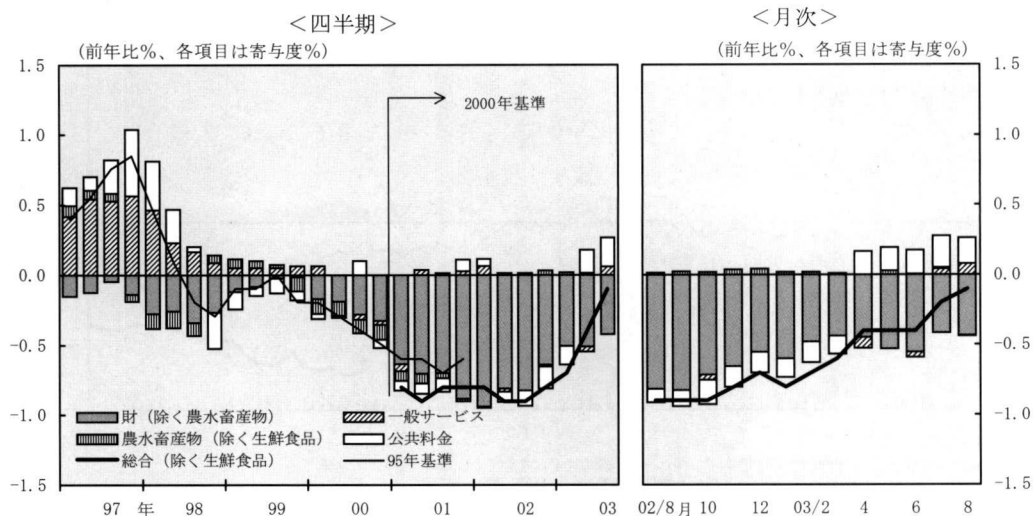 ＜四半期＞
(前年比%、各項目は寄与度%)
1.5
1.0
0.5
0.0
-0.5
-1.0
-1.5
2000年基準
財（除く農水畜産物）
一般サービス
農水畜産物（除く生鮮食品）
公共料金
総合（除く生鮮食品）
95年基準
97 年 98 99 00 01 02 03
＜月次＞
(前年比%、各項目は寄与度%)
1.5
1.0
0.5
0.0
-0.5
-1.0
-1.5
02/8月 10 12 03/2 4 6 8